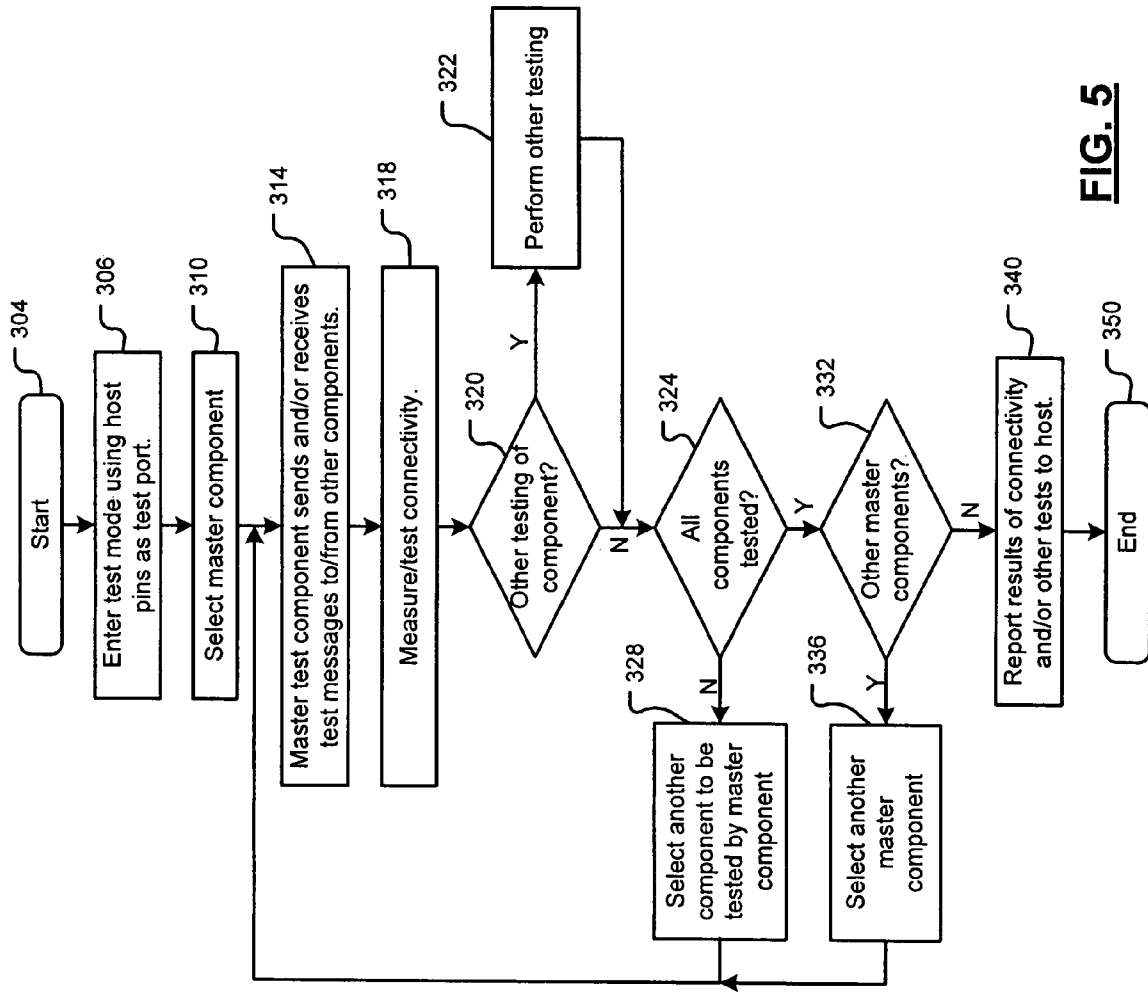 304
Start
306
Enter test mode using host
pins as test port.
310
Select master component
314
Master test component sends and/or receives
test messages to/from other components.
318
Measure/test connectivity.
320
Other testing of
component?
Y
N
322
Perform other testing
324
All
components
tested?
N
Y
328
Select another
component to be
tested by master
component
332
Other master
components?
Y
N
336
Select another
master
component
340
Report results of connectivity
and/or other tests to host.
350
End
FIG. 5